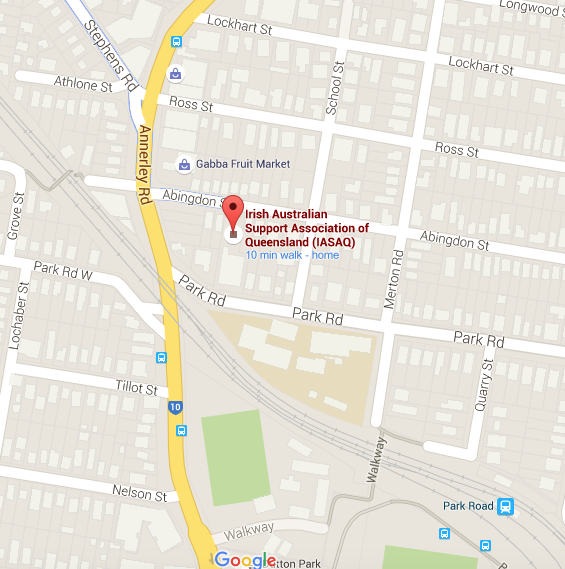 Longwood S
Lockhart St
Stephens Rd
Lockhart St
Athlone St
Ross St
School St
Annerley Rd
Ross St
Gabba Fruit Market
Grove St
Abingdon St
Irish Australian
Support Association of
Queensland (IASAQ)
10 min walk - home
Abingdon St
Park Rd W
Merton Rd
Lochaber St
Park Rd
Park Rd
Park Rd
Quarry St
Tillot St
10
Walkway
Nelson St
Park Road
Walkway
Google
tton Park